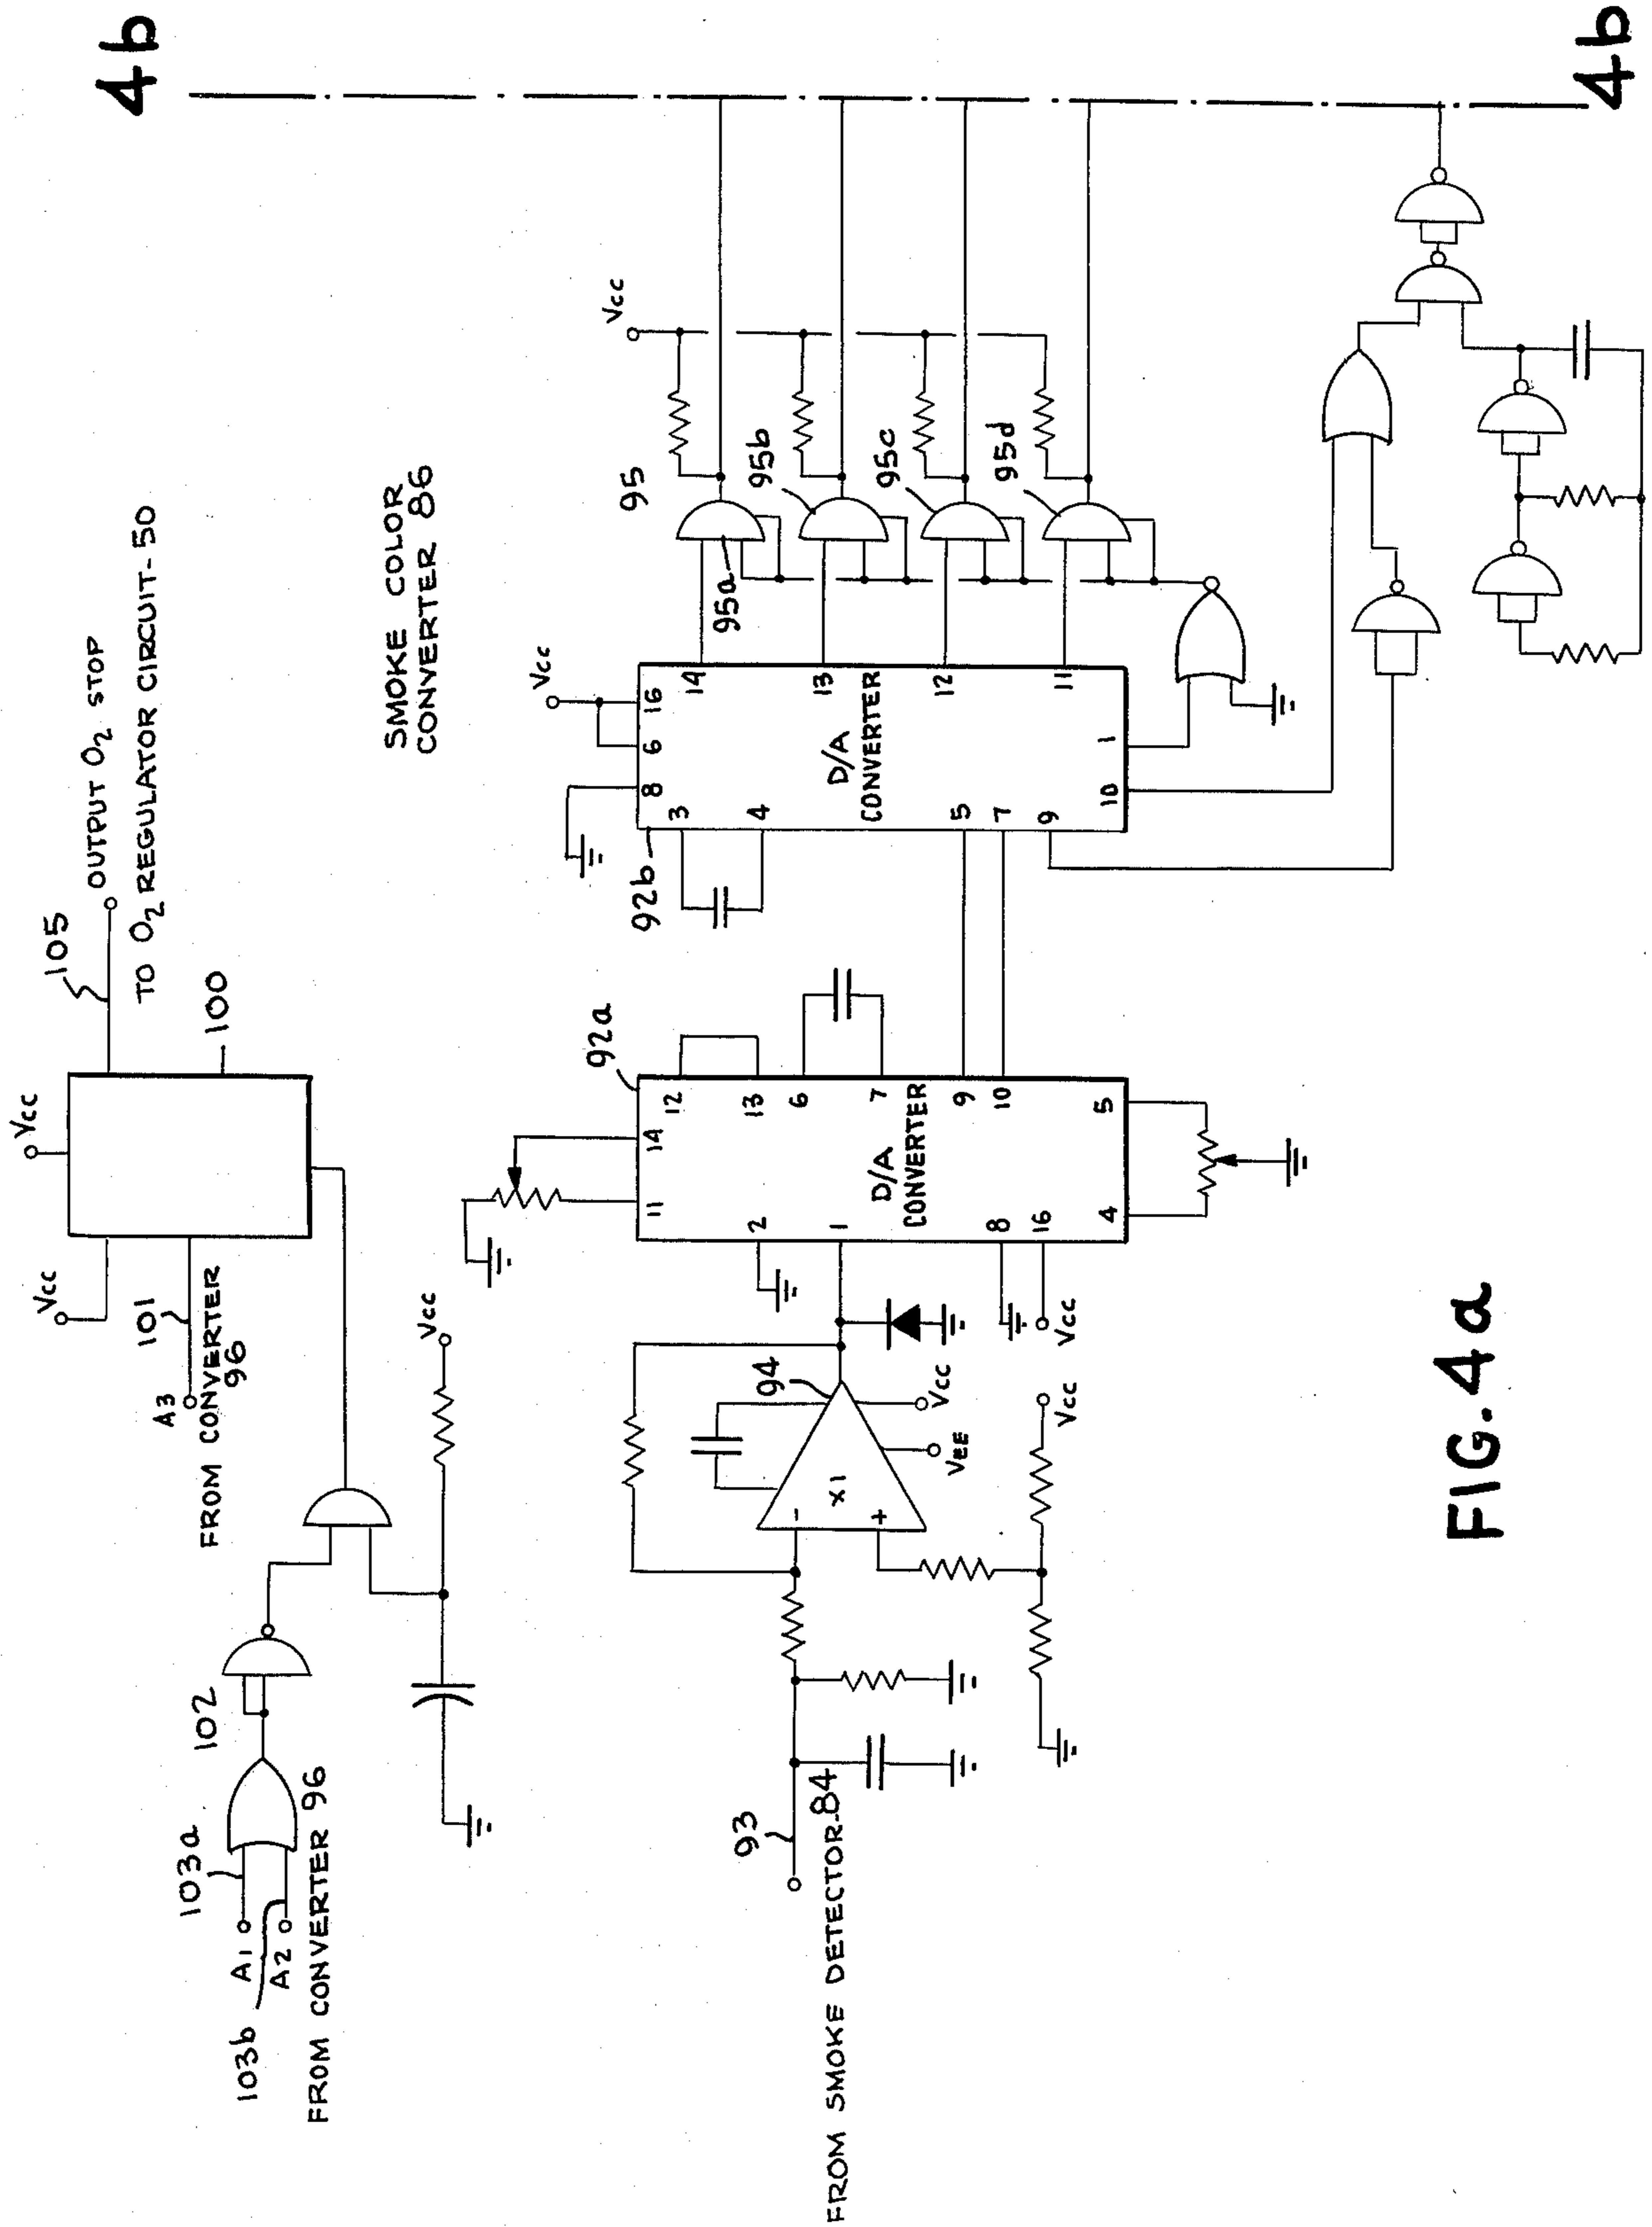 4b
4b
Vcc
Vcc
105
OUTPUT O2 STOP
TO O2 REGULATOR CIRCUIT-50
100
101
A3
FROM CONVERTER
96
102
103a
A1
103b
A2
FROM CONVERTER 96
Vcc
SMOKE COLOR
CONVERTER 86
93
FROM SMOKE DETECTOR-84
94
X1
-
+
VEE
Vcc
Vcc
Vcc
92a
D/A
CONVERTER
11
14
12
13
6
7
9
10
2
1
8
16
4
5
92b
D/A
CONVERTER
Vcc
8
6
16
3
4
5
7
9
14
13
12
11
10
1
Vcc
95
95a
95b
95c
95d
FIG. 4a